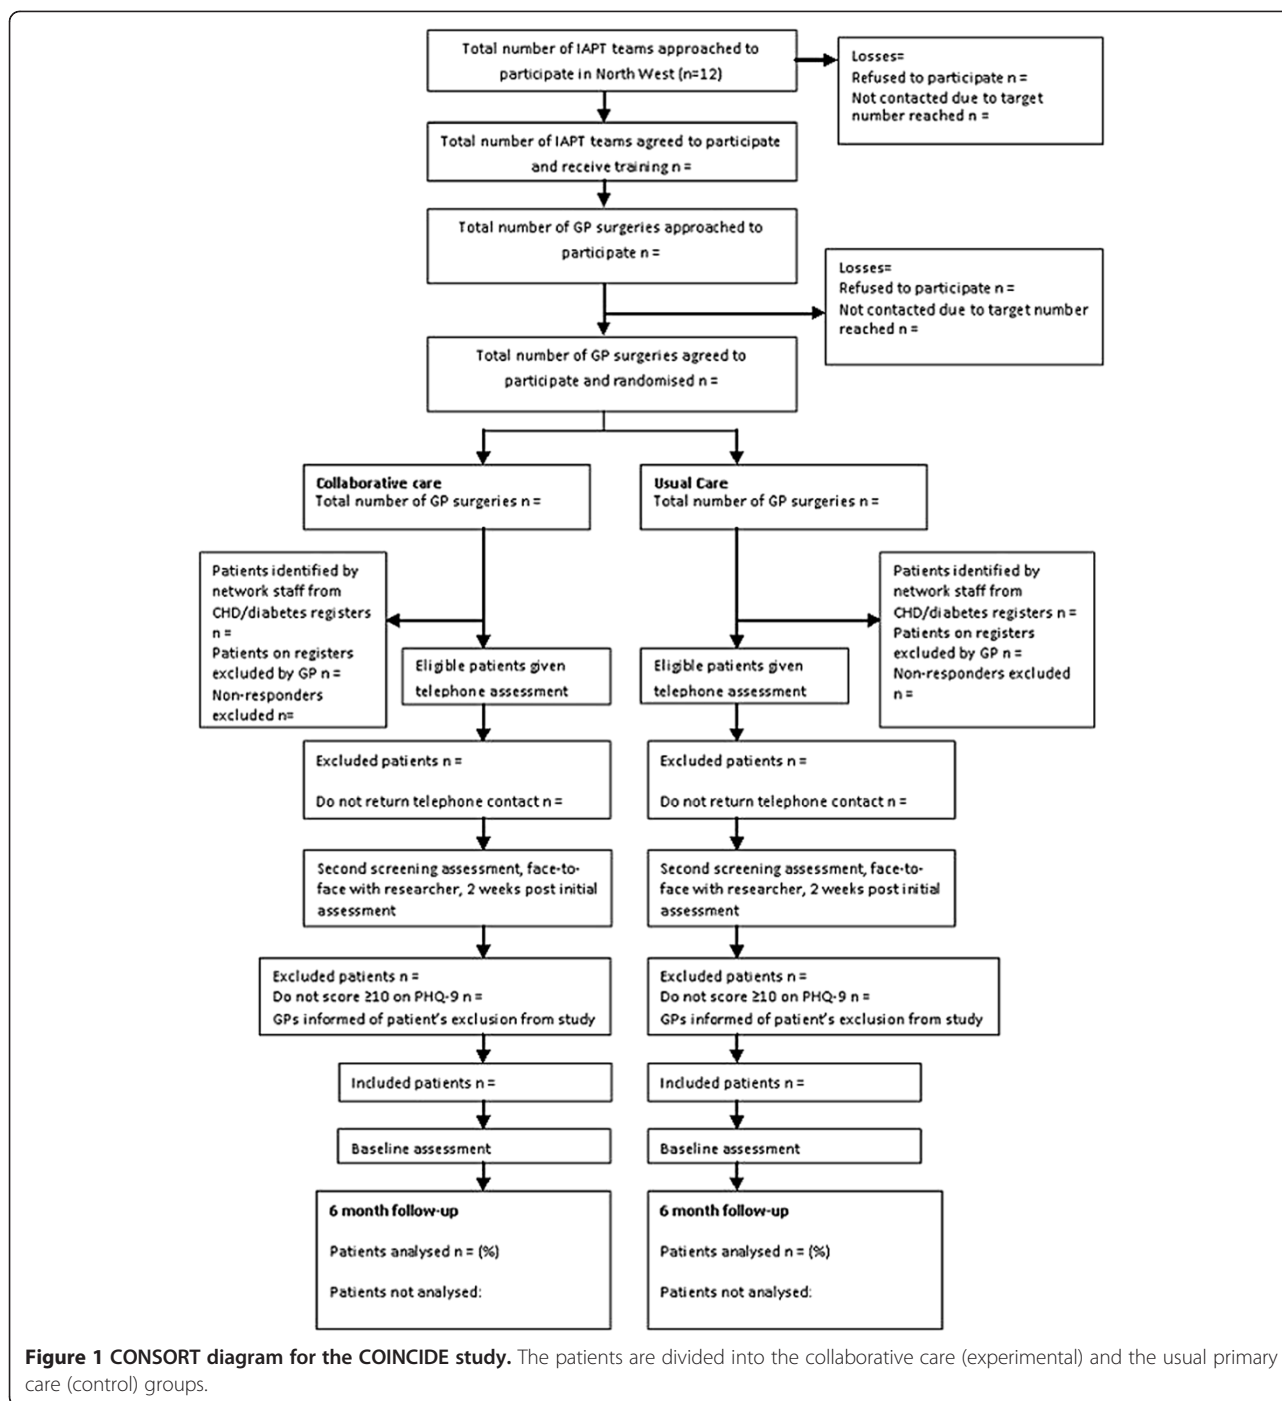 Total number of IAPT teams approached to
participate in North West (n=12)
Losses=
Refused to participate n =
Not contacted due to target
number reached n =
Total number of IAPT teams agreed to participate
and receive training n =
Total number of GP surgeries approached to
participate n =
Losses=
Refused to participate n =
Not contacted due to target number
reached n =
Total number of GP surgeries agreed to
participate and randomised n =
Collaborative care
Total number of GP surgeries n =
Usual Care
Total number of GP surgeries n =
Patients identified by
network staff from
CHD/diabetes registers
n =
Patients on registers
excluded by GP n =
Non-responders
excluded n=
Eligible patients given
telephone assessment
Eligible patients given
telephone assessment
Patients identified by
network staff from
CHD/diabetes registers n =
Patients on registers
excluded by GP n =
Non-responders excluded
n =
Excluded patients n =
Do not return telephone contact n =
Excluded patients n =
Do not return telephone contact n =
Second screening assessment, face-to-
face with researcher, 2 weeks post initial
assessment
Second screening assessment, face-to-
face with researcher, 2 weeks post initial
assessment
Excluded patients n =
Do not score ≥10 on PHQ-9 n =
GPs informed of patient's exclusion from study
Excluded patients n =
Do not score ≥10 on PHQ-9 n =
GPs informed of patient's exclusion from study
Included patients n =
Included patients n =
Baseline assessment
Baseline assessment
6 month follow-up
Patients analysed n = (%)
Patients not analysed:
6 month follow-up
Patients analysed n = (%)
Patients not analysed:
Figure 1 CONSORT diagram for the COINCIDE study. The patients are divided into the collaborative care (experimental) and the usual primary
care (control) groups.